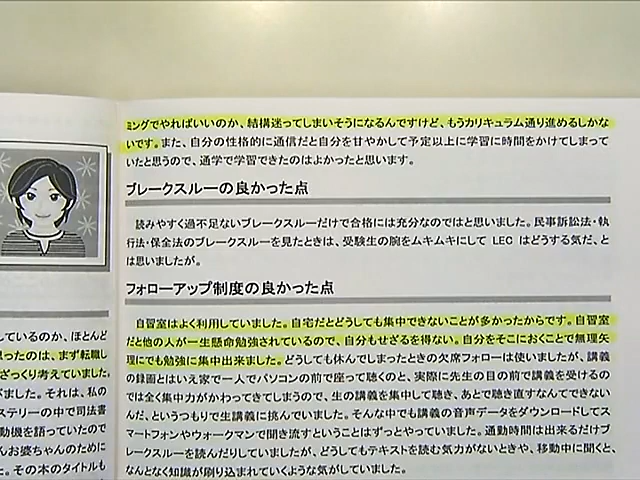 ミングでやればいいのか、結構迷ってしまいそうになるんですけど、もうカリキュラム通り進めるしかな
いです。また、自分の性格的に通信だと自分を甘やかして予定以上に学習に時間をかけてしまって
いたと思うので、通学で学習できたのはよかったと思います。
ブレークスルーの良かった点
読みやすく過不足ないブレークスルーだけで合格には充分なのではと思いました。民事訴訟法・執
行法・保全法のブレークスルーを見たときは、受験生の腕をムキムキにして LEC はどうする気だ、と
は思いましたが。
フォローアップ制度の良かった点
自習室はよく利用していました。自宅だとどうしても集中できないことが多かったからです。自習室
だと他の人が一生懸命勉強されているので、自分もせざるを得ない。自分をそこにおくことで無理矢
理にでも勉強に集中出来ました。どうしても休んでしまったときの欠席フォローは使いましたが、講義
の録画とはいえ家で一人でパソコンの前で座って聴くのと、実際に先生の目の前で講義を受けるの
では全く集中力がかわってきてしまうので、生の講義を集中して聴き、あとで聴き直すなんてできない
んだ、というつもりで生講義に挑んでいました。そんな中でも講義の音声データをダウンロードしてス
マートフォンやウォークマンで聞き流すということはずっとやっていました。通勤時間は出来るだけブ
レークスルーを読んだりしていましたが、どうしてもテキストを読む気力がないときや、移動中に聞くと、
なんとなく知識が刷り込まれていくような気がしていました。
しているのか、ほとんど
思ったのは、まず転職し
ざっくり考えていました。
べました。それは、私の
ステリーの中で司法書
動機を語っていたので
んお婆ちゃんのために
た。その本のタイトルも